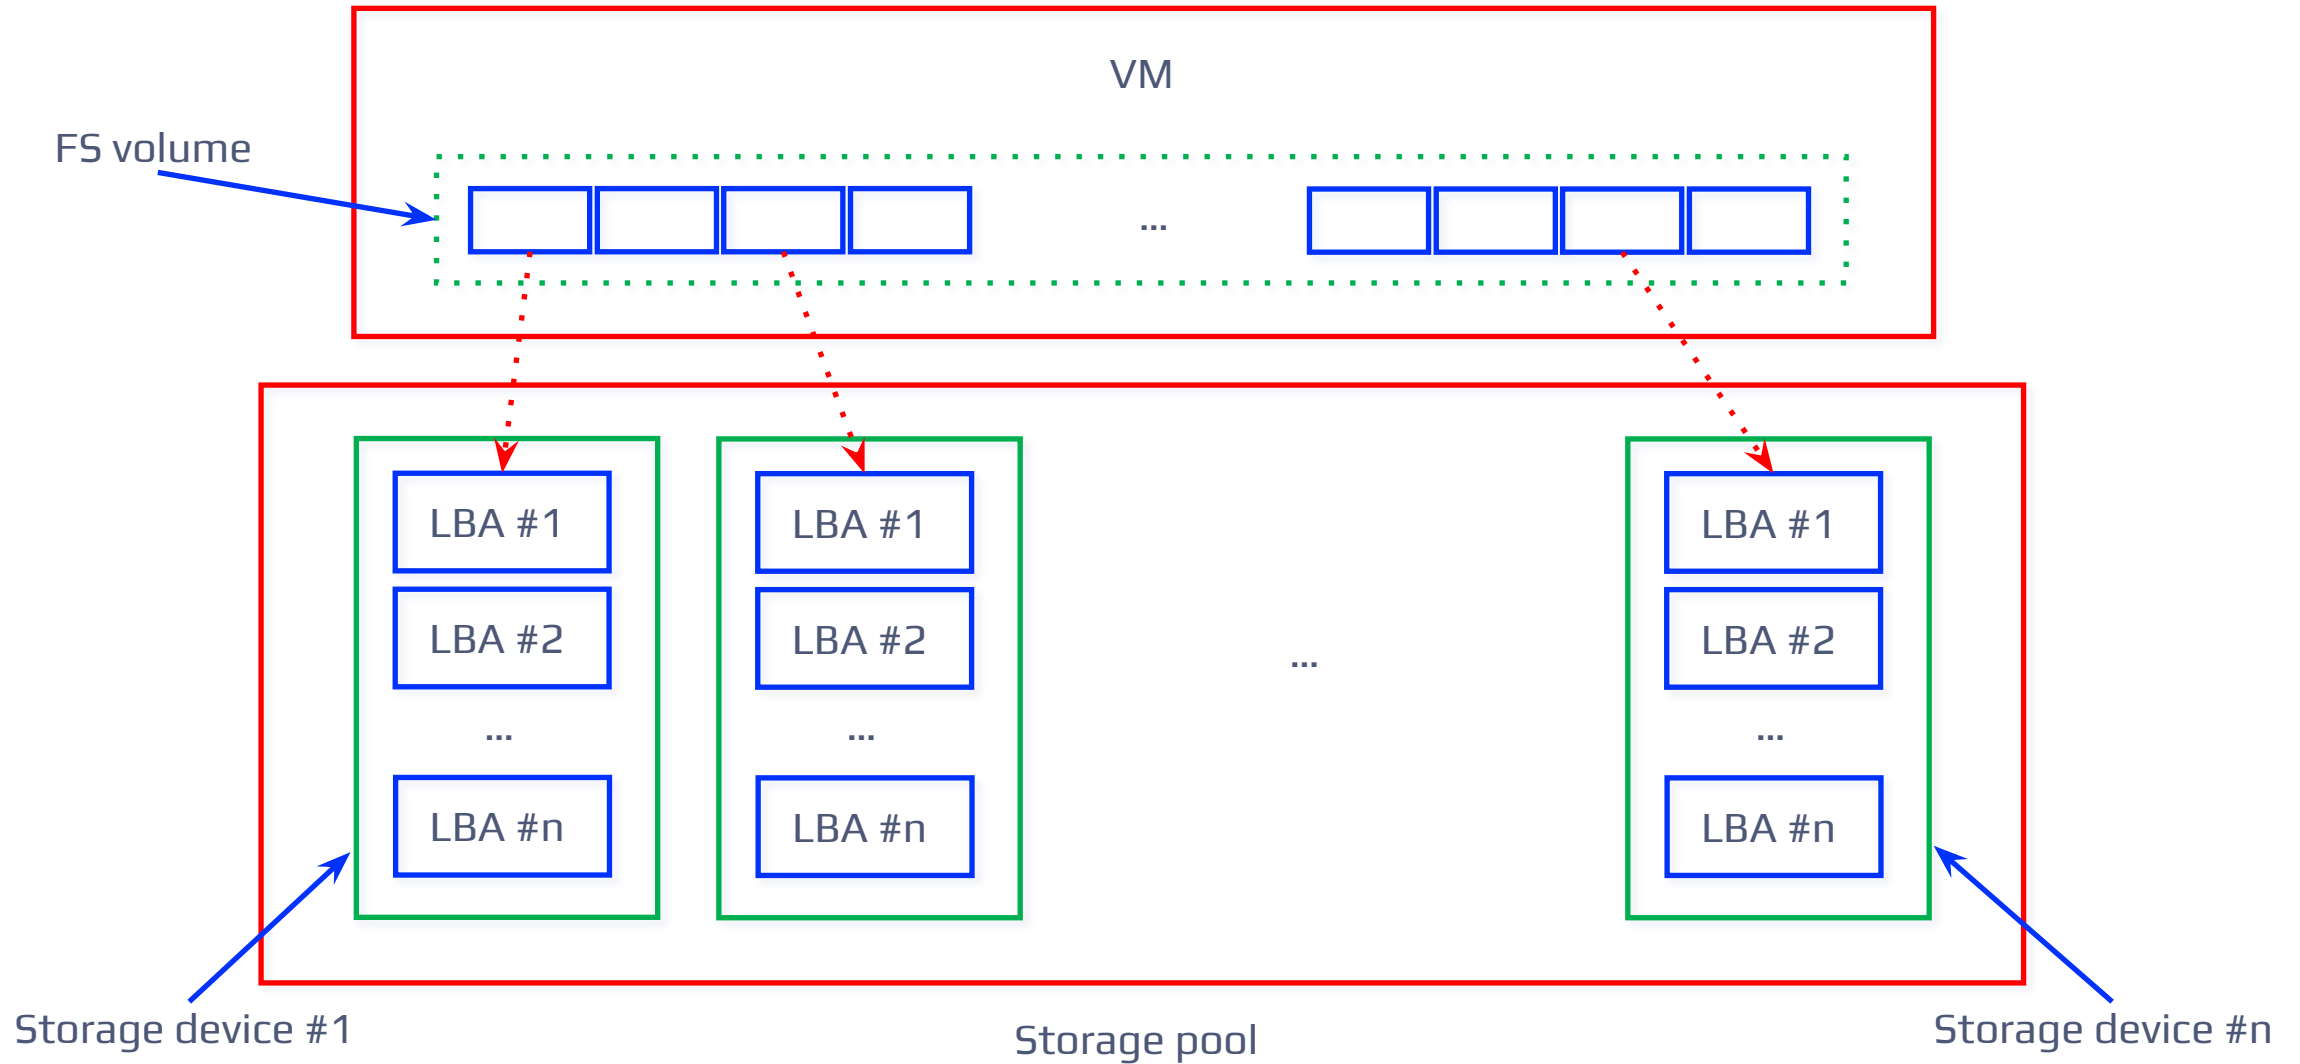 VM
FS volume
...
LBA #1
LBA #1
LBA #1
LBA #2
LBA #2
LBA #2
...
...
...
...
LBA #n
LBA #n
LBA #n
Storage device #1
Storage pool
Storage device #n